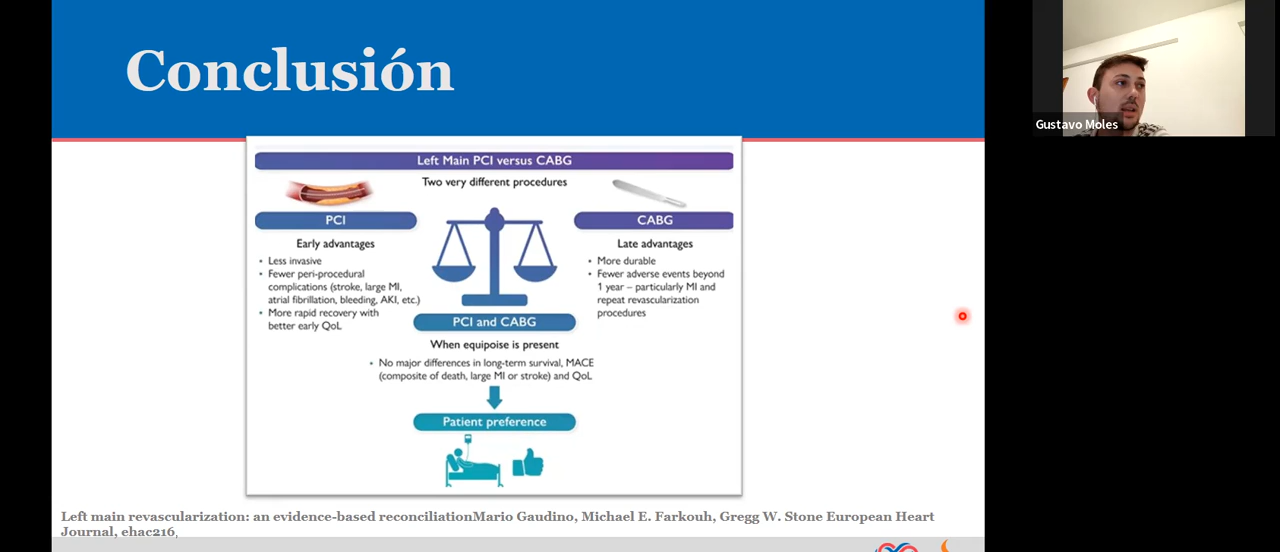 Conclusión
Gustavo Moles
Left Main PCI versus CABG
Two very different procedures
PCI
Early advantages
• Less invasive
• Fewer peri-procedural
complications (stroke, large MI,
atrial fibrillation, bleeding, AKI, etc.)
• More rapid recovery with
better early QoL
CABG
Late advantages
• More durable
• Fewer adverse events beyond
1 year – particularly MI and
repeat revascularization
procedures
PCI and CABG
When equipoise is present
• No major differences in long-term survival, MACE
(composite of death, large MI or stroke) and QoL
Patient preference
Left main revascularization: an evidence-based reconciliationMario Gaudino, Michael E. Farkouh, Gregg W. Stone European Heart
Journal, ehac216,